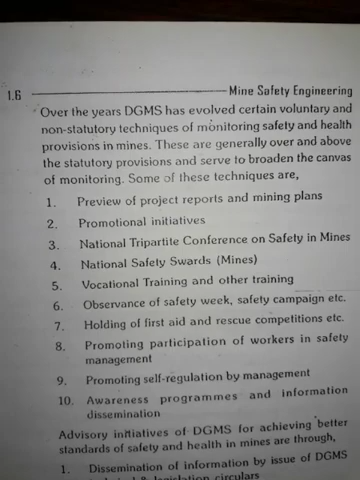 1.6 Mine Safety Engineering
Over the years DGMS has evolved certain voluntary and
non-statutory techniques of monitoring safety and health
provisions in mines. These are generally over and above
the statutory provisions and serve to broaden the canvas
of monitoring. Some of these techniques are,
1. Preview of project reports and mining plans
2. Promotional initiatives
3. National Tripartite Conference on Safety in Mines
4. National Safety Swards (Mines)
5. Vocational Training and other training
6. Observance of safety week, safety campaign etc.
7. Holding of first aid and rescue competitions etc.
8. Promoting participation of workers in safety
management
9. Promoting self-regulation by management
10. Awareness programmes and information
dissemination
Advisory initiatives of DGMS for achieving better
standards of safety and health in mines are through,
1. Dissemination of information by issue of DGMS
& legislation circulars